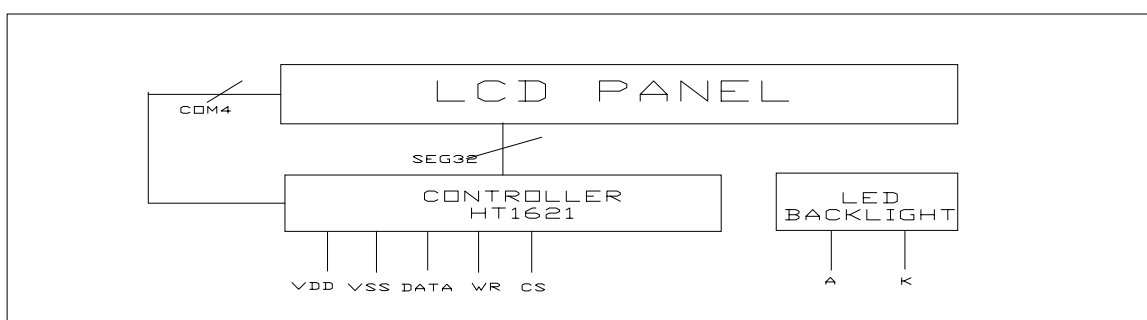 LCD PANEL
COM4
SEG32
CONTROLLER
HT1621
LED
BACKLIGHT
VDD VSS DATA WR CS
A K